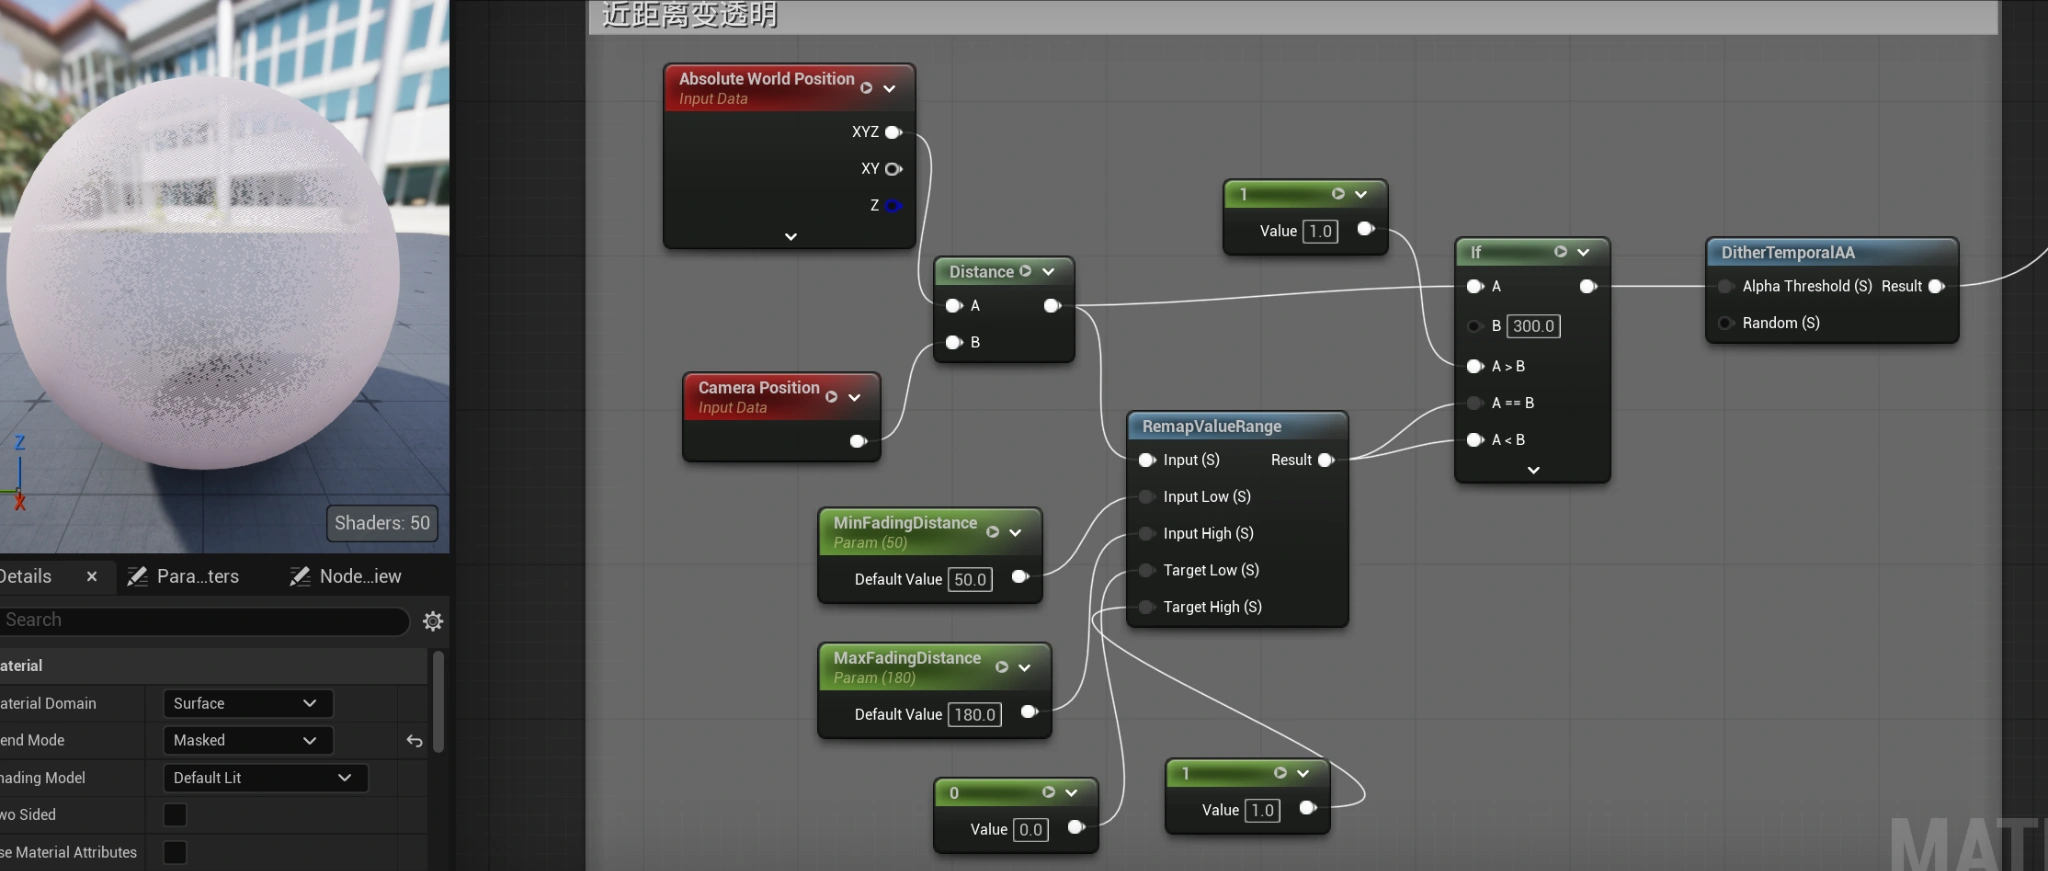 近距离变透明
Absolute World Position
Input Data
XYZ
XY
Z
1
Value 1.0
If
A
B 300.0
A > B
A == B
A < B
DitherTemporalAA
Alpha Threshold (S) Result
Random (S)
Distance
A
B
Camera Position
Input Data
RemapValueRange
Input (S) Result
Input Low (S)
Input High (S)
Target Low (S)
Target High (S)
MinFadingDistance
Param (50)
Default Value 50.0
MaxFadingDistance
Param (180)
Default Value 180.0
0
Value 0.0
1
Value 1.0
Z
X
Shaders: 50
Details
Para...ters
Node...iew
Search
aterial
aterial Domain Surface
end Mode Masked
hading Model Default Lit
wo Sided
se Material Attributes
MAT